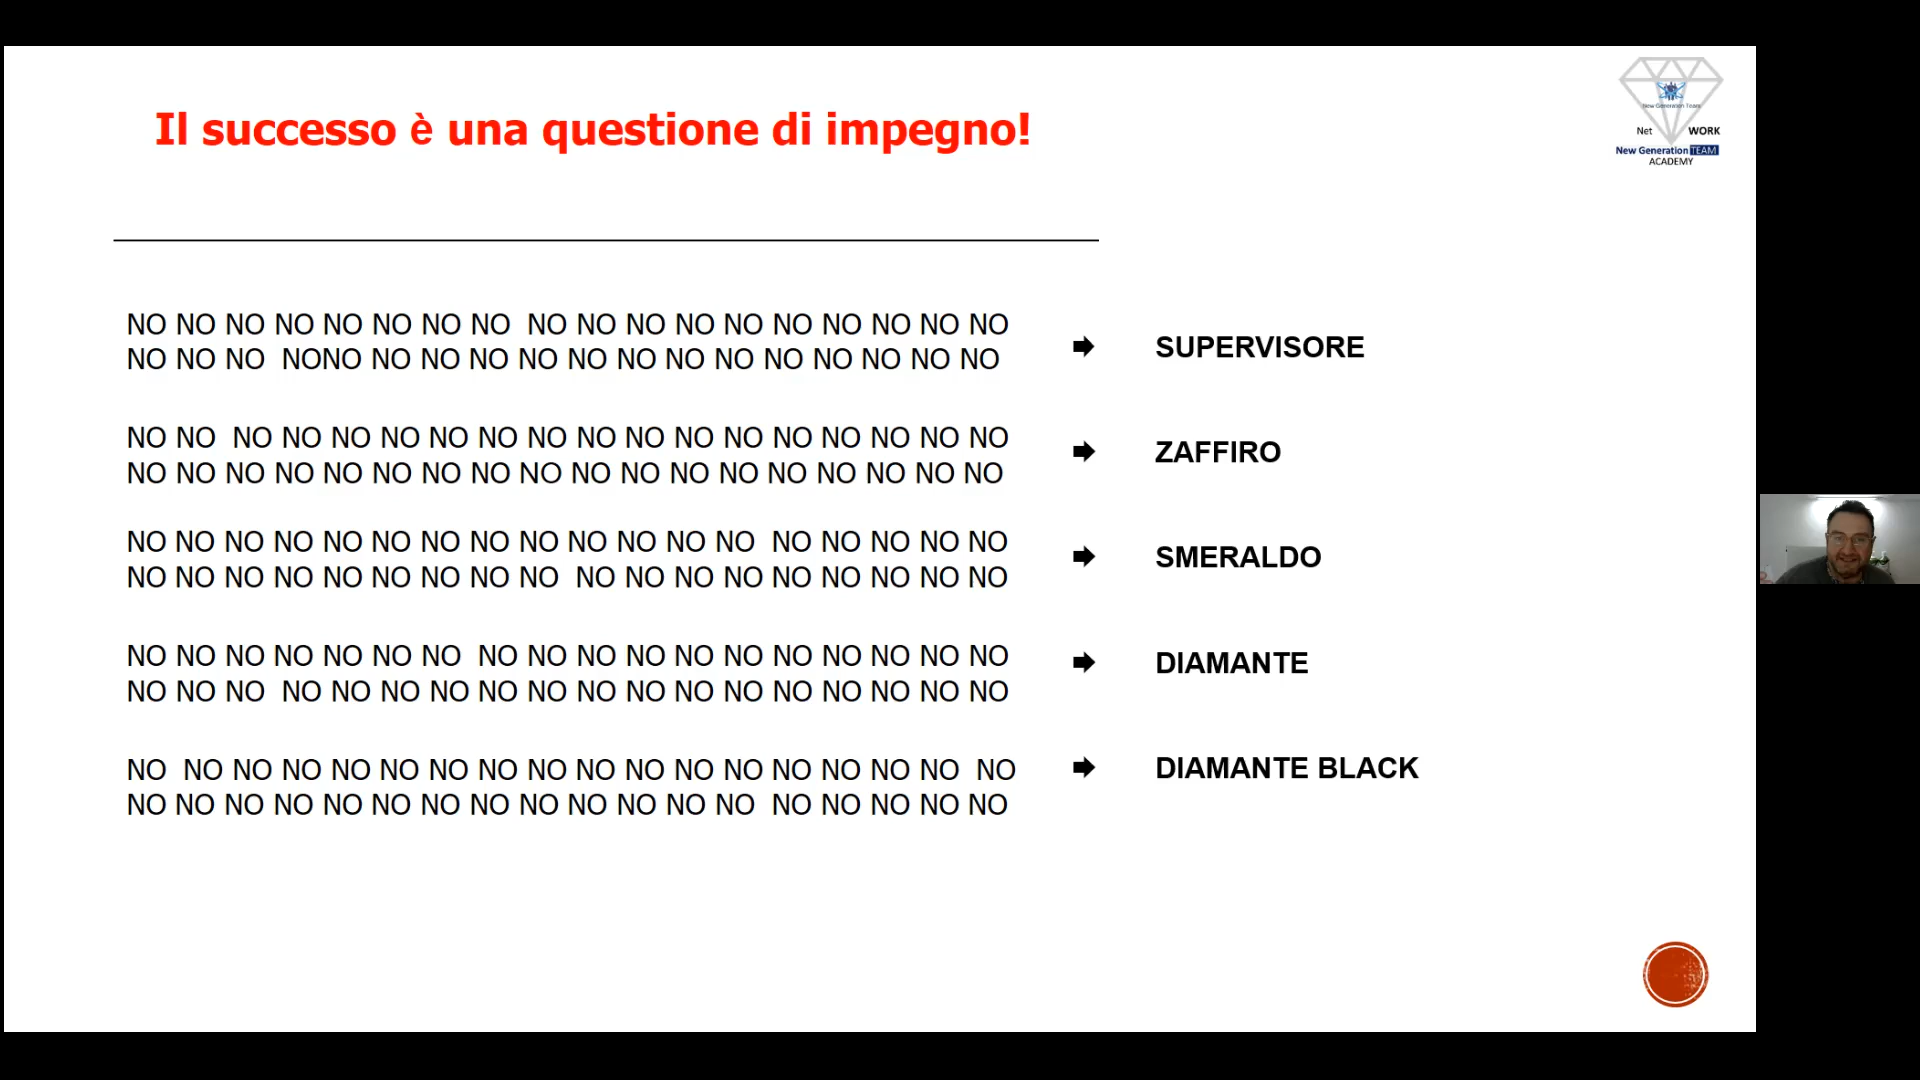 Il successo è una questione di impegno!
New Generation Team
Net WORK
New Generation TEAM
ACADEMY
NO NO NO NO NO NO NO NO  NO NO NO NO NO NO NO NO NO NO
NO NO NO  NONO NO NO NO NO NO NO NO NO NO NO NO NO NO
SUPERVISORE
NO NO  NO NO NO NO NO NO NO NO NO NO NO NO NO NO NO NO
NO NO NO NO NO NO NO NO NO NO NO NO NO NO NO NO NO NO
ZAFFIRO
NO NO NO NO NO NO NO NO NO NO NO NO NO  NO NO NO NO NO
NO NO NO NO NO NO NO NO NO  NO NO NO NO NO NO NO NO NO
SMERALDO
NO NO NO NO NO NO NO  NO NO NO NO NO NO NO NO NO NO NO
NO NO NO  NO NO NO NO NO NO NO NO NO NO NO NO NO NO NO
DIAMANTE
NO  NO NO NO NO NO NO NO NO NO NO NO NO NO NO NO NO  NO
NO NO NO NO NO NO NO NO NO NO NO NO NO  NO NO NO NO NO
DIAMANTE BLACK